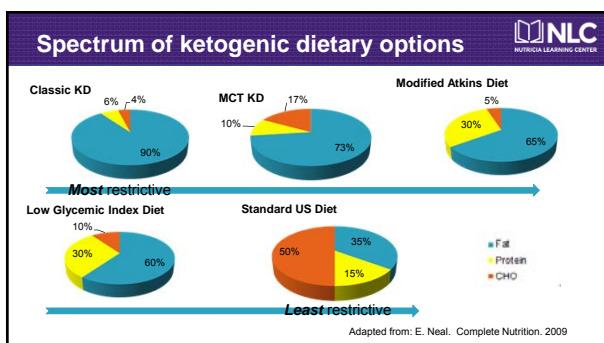 Spectrum of ketogenic dietary options
NLC
NUTRICIA LEARNING CENTER
Classic KD
6%
4%
90%
MCT KD
17%
10%
73%
Modified Atkins Diet
5%
30%
65%
Most restrictive
Low Glycemic Index Diet
10%
30%
60%
Standard US Diet
50%
35%
15%
Fat
Protein
CHO
Least restrictive
Adapted from: E. Neal. Complete Nutrition. 2009